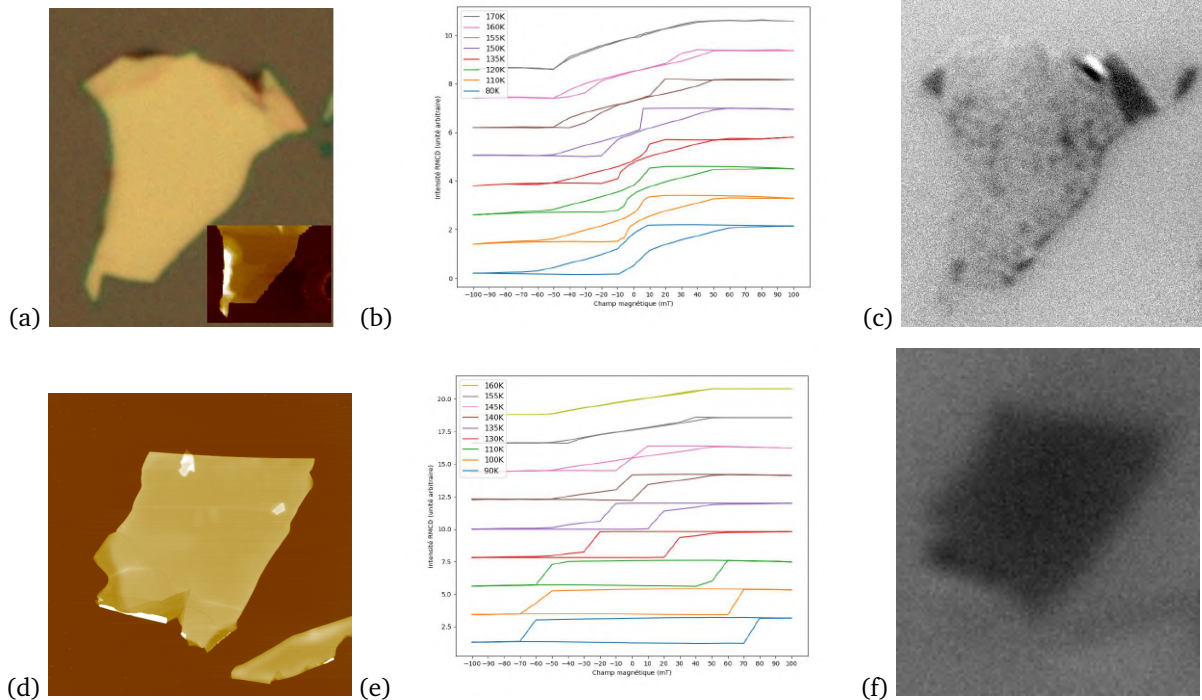 (a)
170K
160K
155K
150K
135K
120K
110K
80K
10
8
6
4
2
0
Intensité RMCD (unité arbitraire)
−100 −90 −80 −70 −60 −50 −40 −30 −20 −10 0 10 20 30 40 50 60 70 80 90 100
Champ magnétique (mT)
(b)
(c)
(d)
160K
155K
145K
140K
135K
130K
110K
100K
90K
20.0
17.5
15.0
12.5
10.0
7.5
5.0
2.5
Intensité RMCD (unité arbitraire)
−100 −90 −80 −70 −60 −50 −40 −30 −20 −10 0 10 20 30 40 50 60 70 80 90 100
Champ magnétique (mT)
(e)
(f)